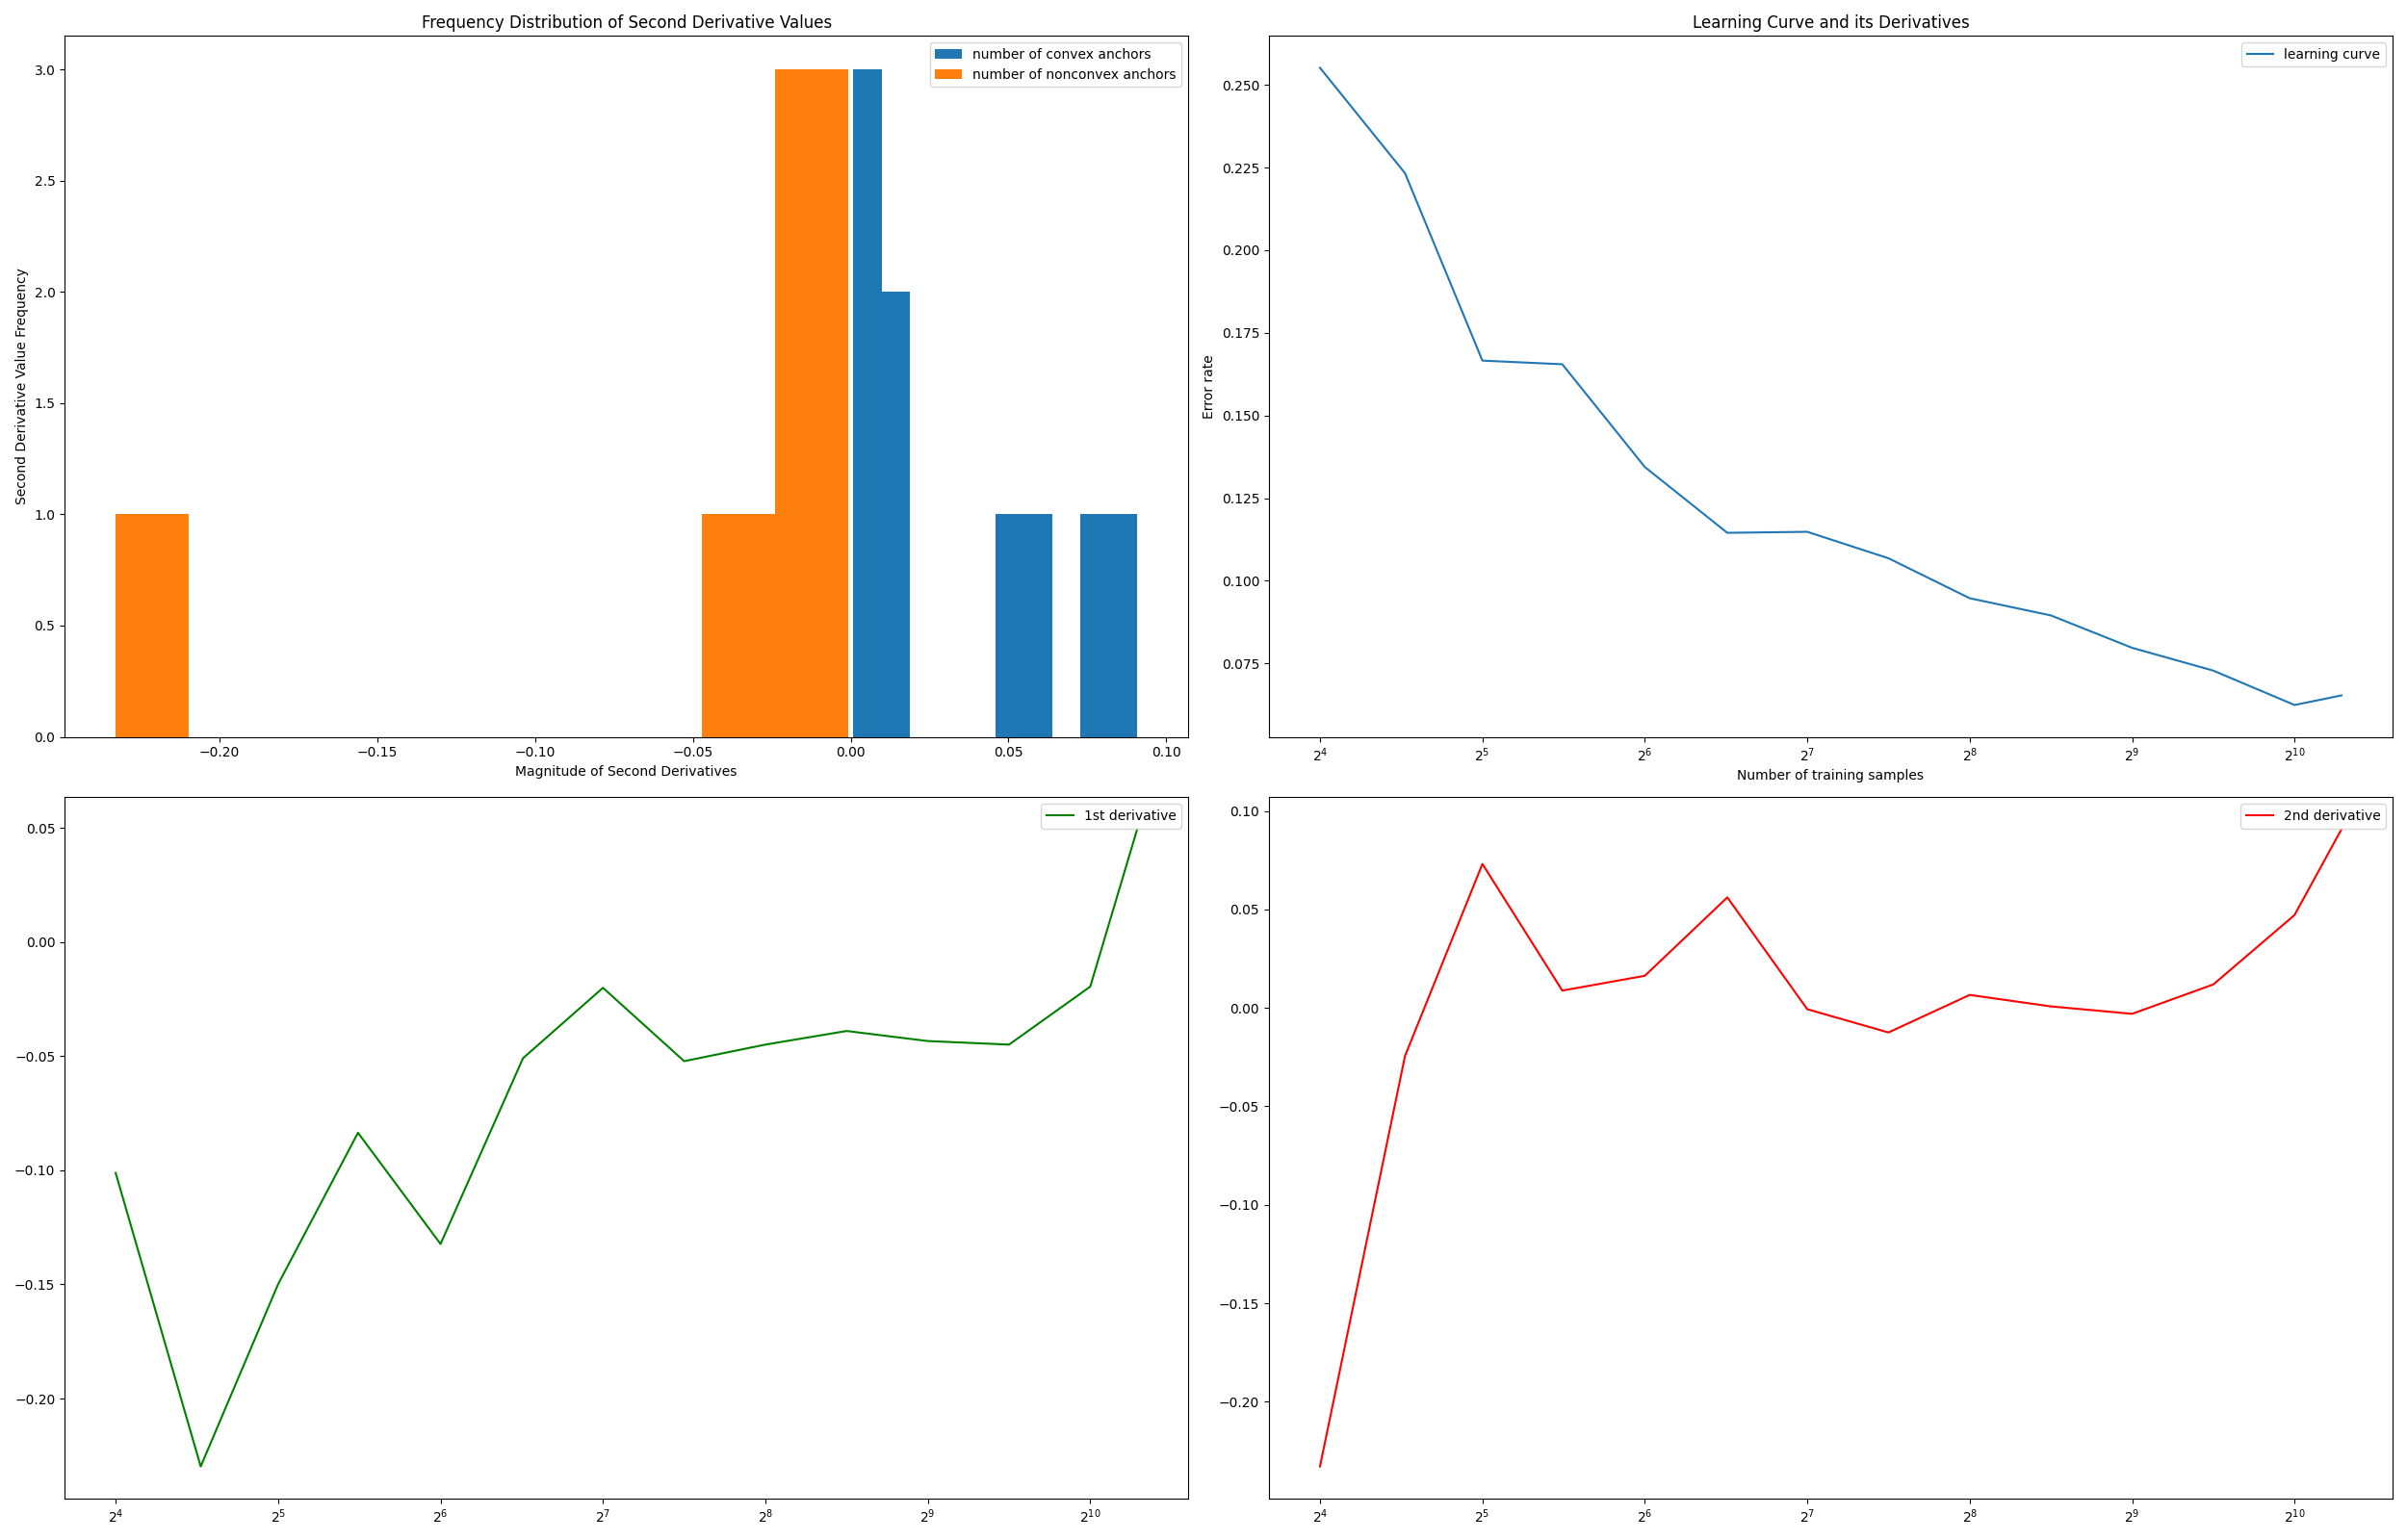 Frequency Distribution of Second Derivative Values
number of convex anchors
number of nonconvex anchors
3.0
2.5
2.0
1.5
1.0
0.5
0.0
Second Derivative Value Frequency
−0.20 −0.15 −0.10 −0.05 0.00 0.05 0.10
Magnitude of Second Derivatives
Learning Curve and its Derivatives
learning curve
0.250
0.225
0.200
0.175
0.150
0.125
0.100
0.075
Error rate
2⁴ 2⁵ 2⁶ 2⁷ 2⁸ 2⁹ 2¹⁰
Number of training samples
1st derivative
0.05
0.00
−0.05
−0.10
−0.15
−0.20
2⁴ 2⁵ 2⁶ 2⁷ 2⁸ 2⁹ 2¹⁰
2nd derivative
0.10
0.05
0.00
−0.05
−0.10
−0.15
−0.20
2⁴ 2⁵ 2⁶ 2⁷ 2⁸ 2⁹ 2¹⁰